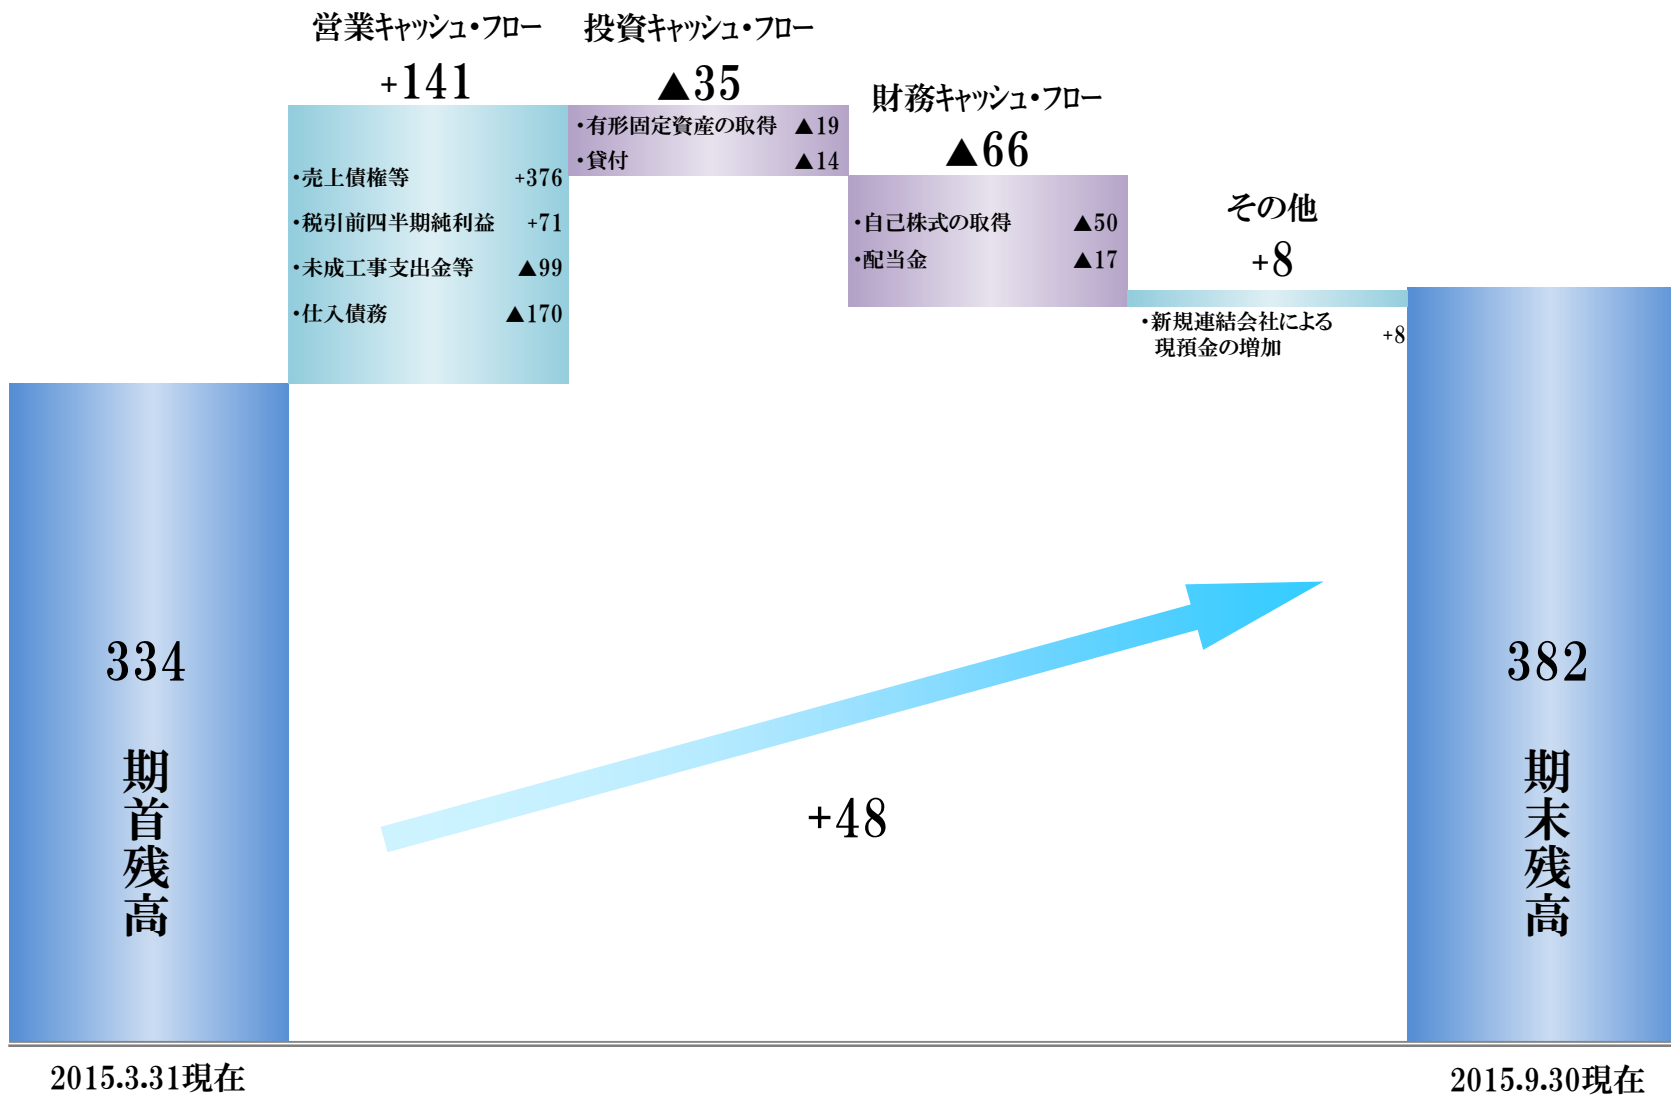 営業キャッシュ・フロー
+141
・売上債権等 +376
・税引前四半期純利益 +71
・未成工事支出金等 ▲99
・仕入債務 ▲170
投資キャッシュ・フロー
▲35
・有形固定資産の取得 ▲19
・貸付 ▲14
財務キャッシュ・フロー
▲66
・自己株式の取得 ▲50
・配当金 ▲17
その他
+8
・新規連結会社による
現預金の増加 +8
334
期首残高
+48
382
期末残高
2015.3.31現在
2015.9.30現在